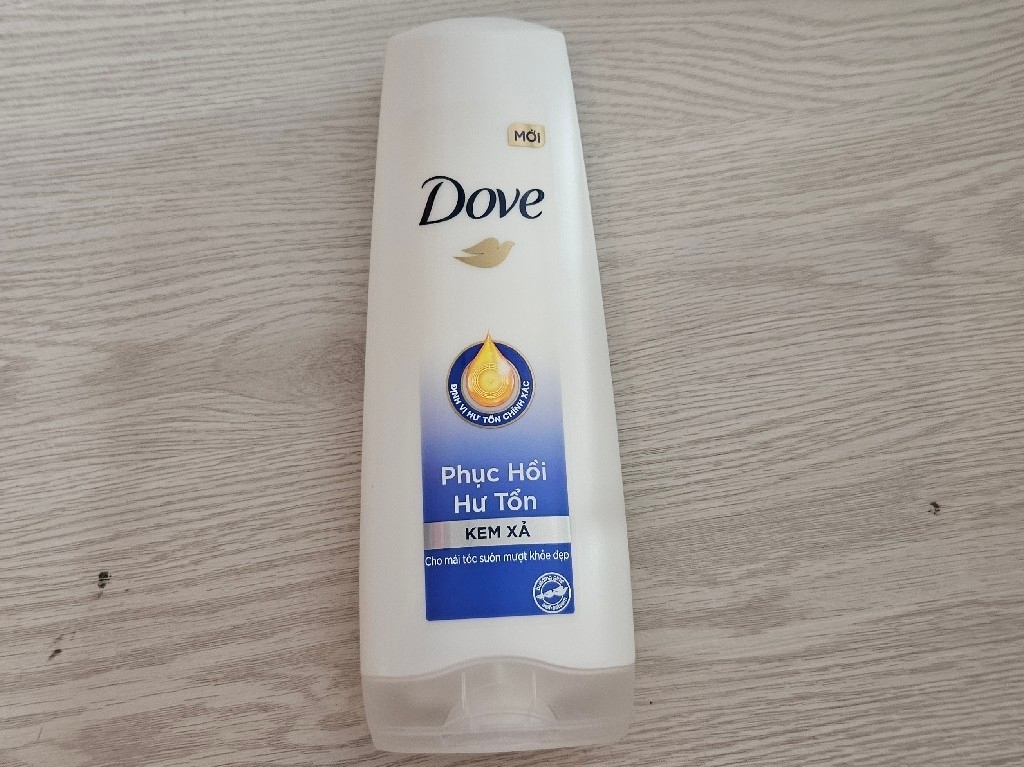 MỚI
Dove
ĐỊNH VỊ HƯ TỔN CHÍNH XÁC
Phục Hồi
Hư Tổn
KEM XẢ
Cho mái tóc suôn mượt khỏe đẹp